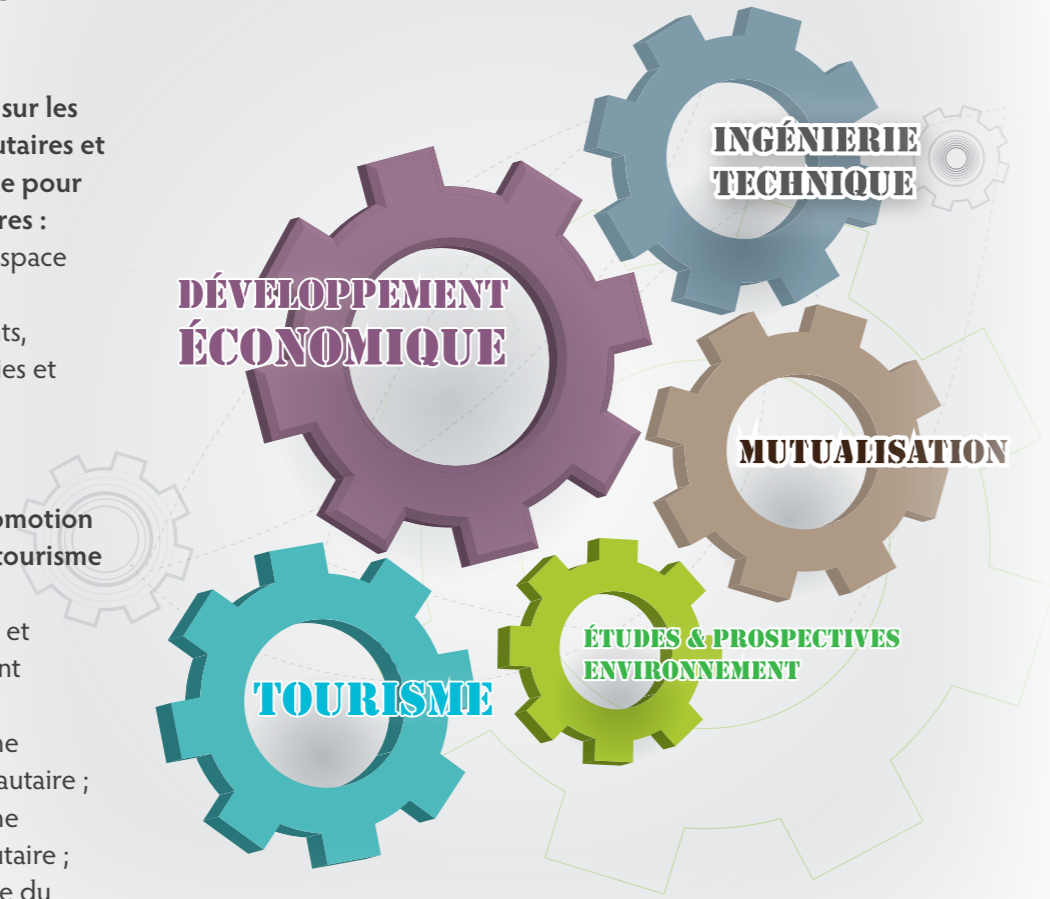 sur les
utaires et
e pour
res :
space
ts,
ies et
omotion
tourisme
et
nt
ne
autaire ;
ne
utaire ;
e du
INGÉNIERIE
TECHNIQUE
DÉVELOPPEMENT
ÉCONOMIQUE
MUTUALISATION
ÉTUDES & PROSPECTIVES
ENVIRONNEMENT
TOURISME